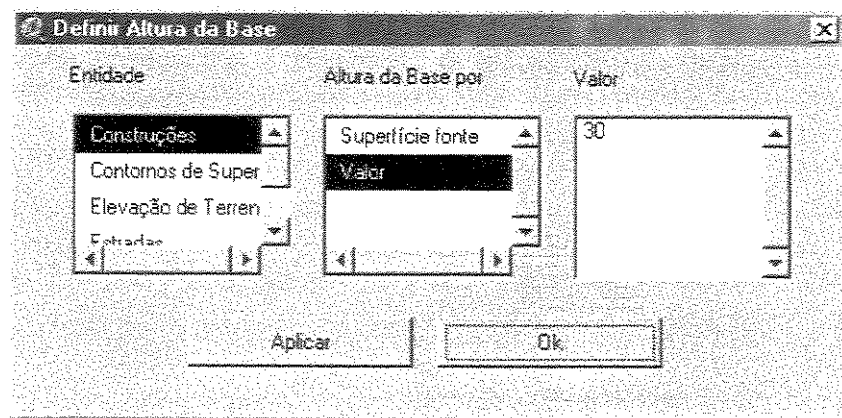 Definir Altura da Base
Entidade
Altura da Base por
Valor
Construções
Contornos de Super
Elevação de Terren
Estradas
Superfície fonte
Valor
30
Aplicar
Ok